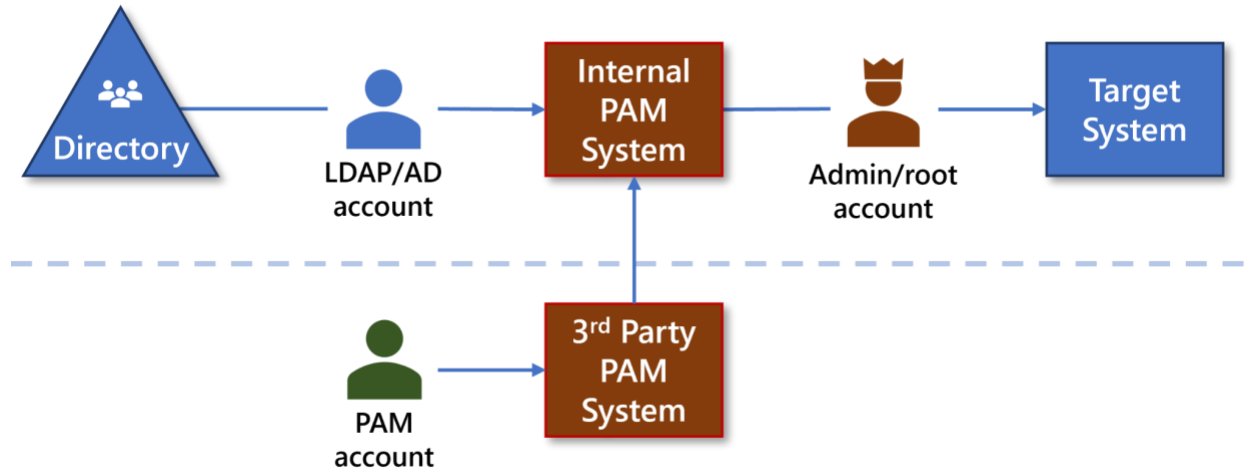 Directory
LDAP/AD
account
Internal
PAM
System
Admin/root
account
Target
System
PAM
account
3rd Party
PAM
System